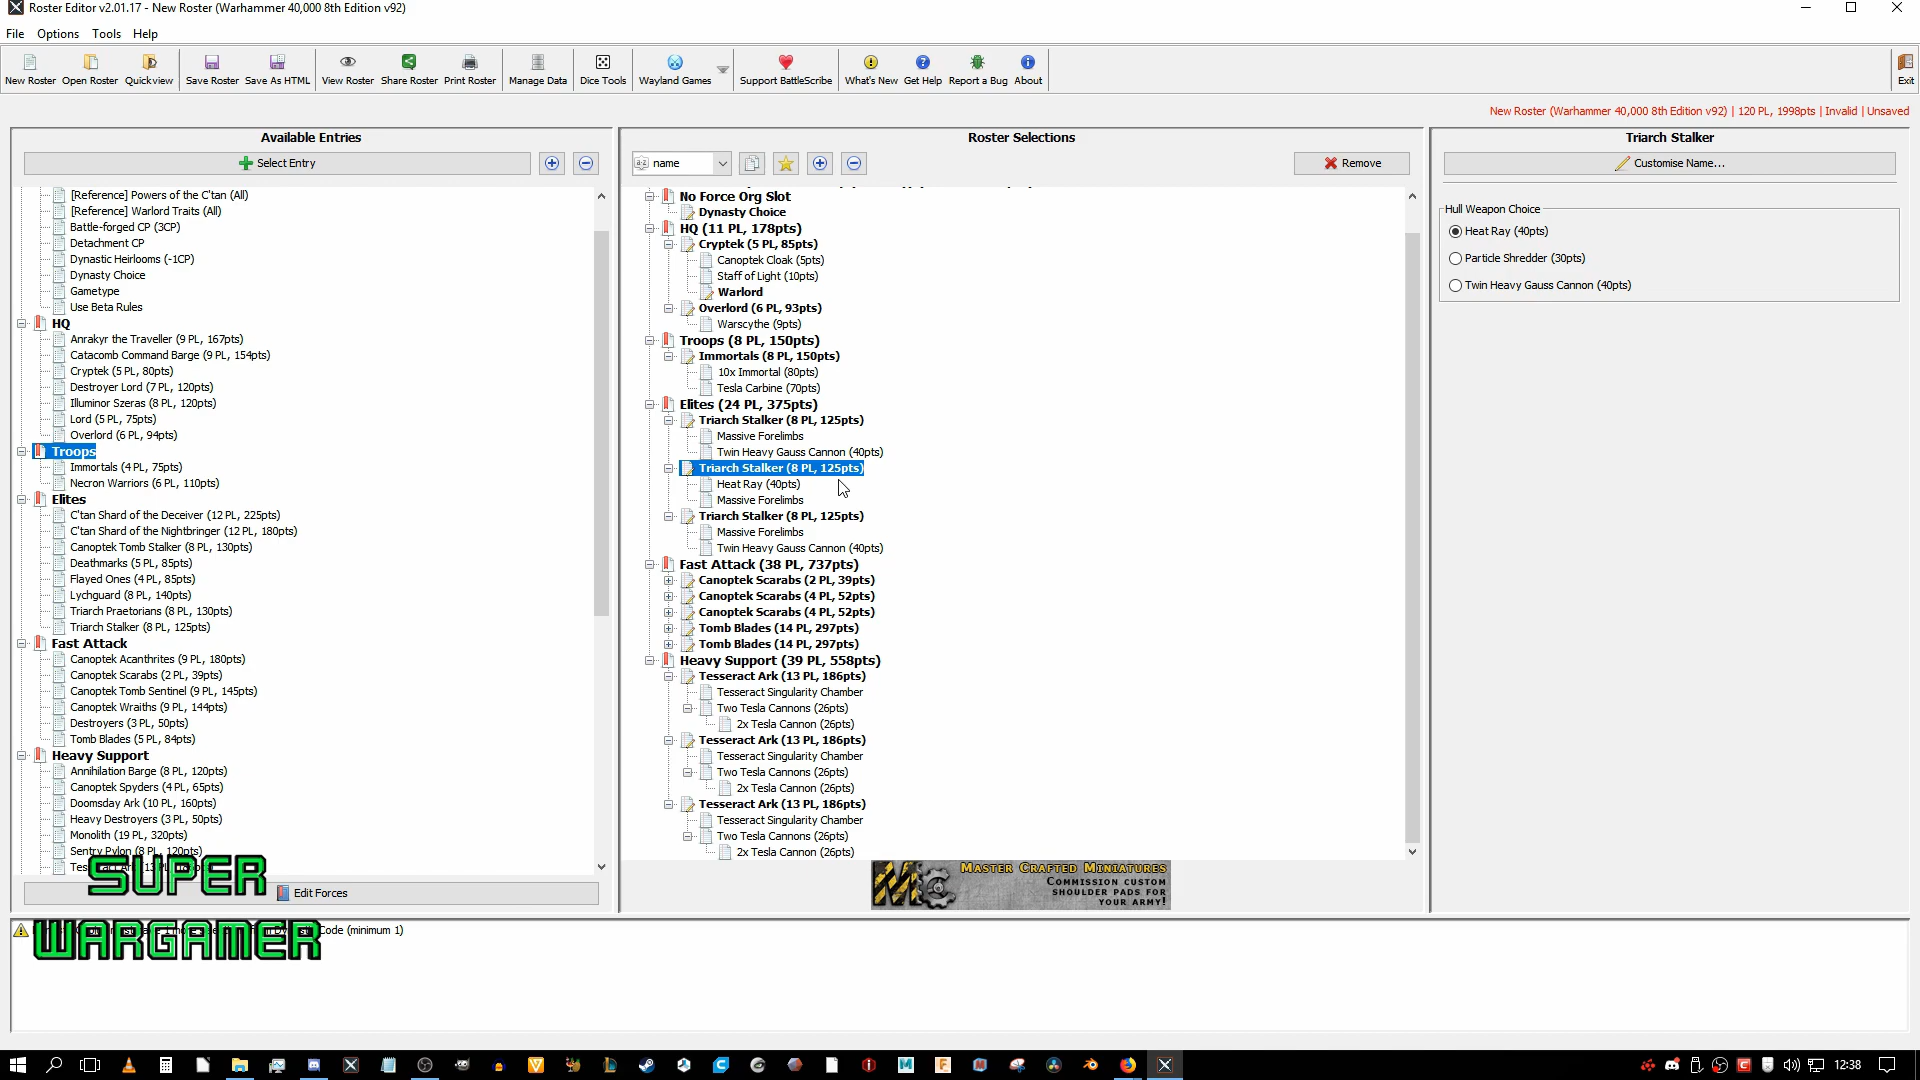 Roster Editor v2.01.17 - New Roster (Warhammer 40,000 8th Edition v92)
File Options Tools Help
New Roster Open Roster Quickview Save Roster Save As HTML View Roster Share Roster Print Roster Manage Data Dice Tools Wayland Games Support BattleScribe What's New Get Help Report a Bug About Exit
New Roster (Warhammer 40,000 8th Edition v92) | 120 PL, 1998pts | Invalid | Unsaved
Available Entries
Select Entry
[Reference] Powers of the C'tan (All)
[Reference] Warlord Traits (All)
Battle-forged CP (3CP)
Detachment CP
Dynastic Heirlooms (-1CP)
Dynasty Choice
Gametype
Use Beta Rules
HQ
Anrakyr the Traveller (9 PL, 167pts)
Catacomb Command Barge (9 PL, 154pts)
Cryptek (5 PL, 80pts)
Destroyer Lord (7 PL, 120pts)
Illuminor Szeras (8 PL, 120pts)
Lord (5 PL, 75pts)
Overlord (6 PL, 94pts)
Troops
Immortals (4 PL, 75pts)
Necron Warriors (6 PL, 110pts)
Elites
C'tan Shard of the Deceiver (12 PL, 225pts)
C'tan Shard of the Nightbringer (12 PL, 180pts)
Canoptek Tomb Stalker (8 PL, 130pts)
Deathmarks (5 PL, 85pts)
Flayed Ones (4 PL, 85pts)
Lychguard (8 PL, 140pts)
Triarch Praetorians (8 PL, 130pts)
Triarch Stalker (8 PL, 125pts)
Fast Attack
Canoptek Acanthrites (9 PL, 180pts)
Canoptek Scarabs (2 PL, 39pts)
Canoptek Tomb Sentinel (9 PL, 145pts)
Canoptek Wraiths (9 PL, 144pts)
Destroyers (3 PL, 50pts)
Tomb Blades (5 PL, 84pts)
Heavy Support
Annihilation Barge (8 PL, 120pts)
Canoptek Spyders (4 PL, 65pts)
Doomsday Ark (10 PL, 160pts)
Heavy Destroyers (3 PL, 50pts)
Monolith (19 PL, 320pts)
Sentry Pylon (8 PL, 120pts)
Edit Forces
SUPER
WARGAMER
Code (minimum 1)
Roster Selections
name
Remove
No Force Org Slot
Dynasty Choice
HQ (11 PL, 178pts)
Cryptek (5 PL, 85pts)
Canoptek Cloak (5pts)
Staff of Light (10pts)
Warlord
Overlord (6 PL, 93pts)
Warscythe (9pts)
Troops (8 PL, 150pts)
Immortals (8 PL, 150pts)
10x Immortal (80pts)
Tesla Carbine (70pts)
Elites (24 PL, 375pts)
Triarch Stalker (8 PL, 125pts)
Massive Forelimbs
Twin Heavy Gauss Cannon (40pts)
Triarch Stalker (8 PL, 125pts)
Heat Ray (40pts)
Massive Forelimbs
Triarch Stalker (8 PL, 125pts)
Massive Forelimbs
Twin Heavy Gauss Cannon (40pts)
Fast Attack (38 PL, 737pts)
Canoptek Scarabs (2 PL, 39pts)
Canoptek Scarabs (4 PL, 52pts)
Canoptek Scarabs (4 PL, 52pts)
Tomb Blades (14 PL, 297pts)
Tomb Blades (14 PL, 297pts)
Heavy Support (39 PL, 558pts)
Tesseract Ark (13 PL, 186pts)
Tesseract Singularity Chamber
Two Tesla Cannons (26pts)
2x Tesla Cannon (26pts)
Tesseract Ark (13 PL, 186pts)
Tesseract Singularity Chamber
Two Tesla Cannons (26pts)
2x Tesla Cannon (26pts)
Tesseract Ark (13 PL, 186pts)
Tesseract Singularity Chamber
Two Tesla Cannons (26pts)
2x Tesla Cannon (26pts)
MASTER CRAFTED MINIATURES
COMMISSION CUSTOM
SHOULDER PADS FOR
YOUR ARMY!
Triarch Stalker
Customise Name...
Hull Weapon Choice
Heat Ray (40pts)
Particle Shredder (30pts)
Twin Heavy Gauss Cannon (40pts)
12:38